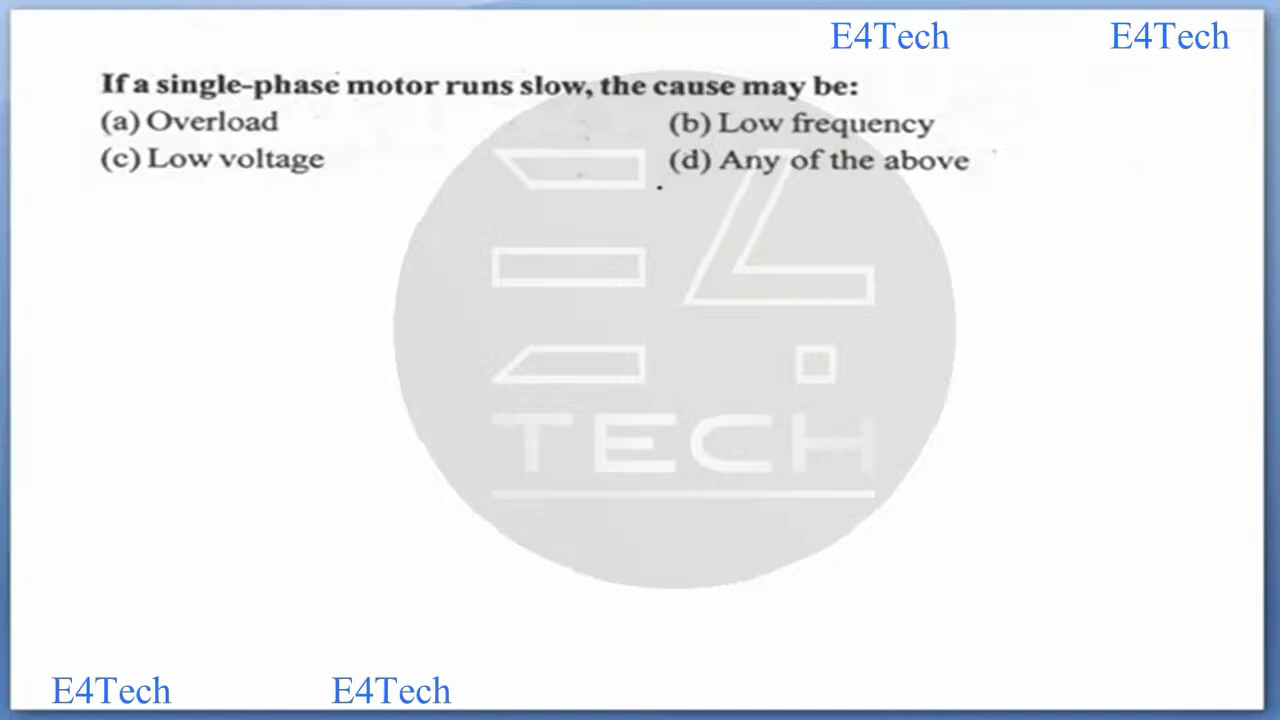 E4Tech E4Tech
If a single-phase motor runs slow, the cause may be:
(a) Overload (b) Low frequency
(c) Low voltage (d) Any of the above
TECH
E4Tech E4Tech